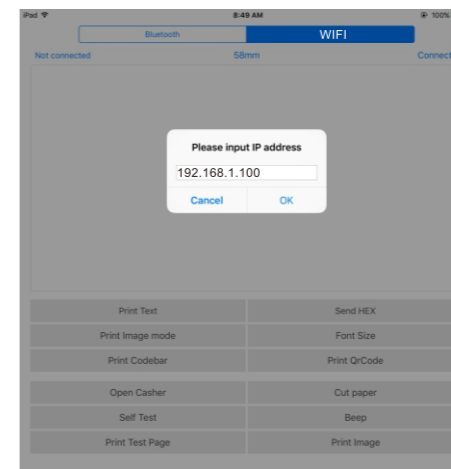 iPad 8:49 AM 100%
Bluetooth WIFI
Not connected 58mm Connect
Please input IP address
192.168.1.100
Cancel OK
Print Text Send HEX
Print Image mode Font Size
Print Codebar Print QrCode
Open Casher Cut paper
Self Test Beep
Print Test Page Print Image